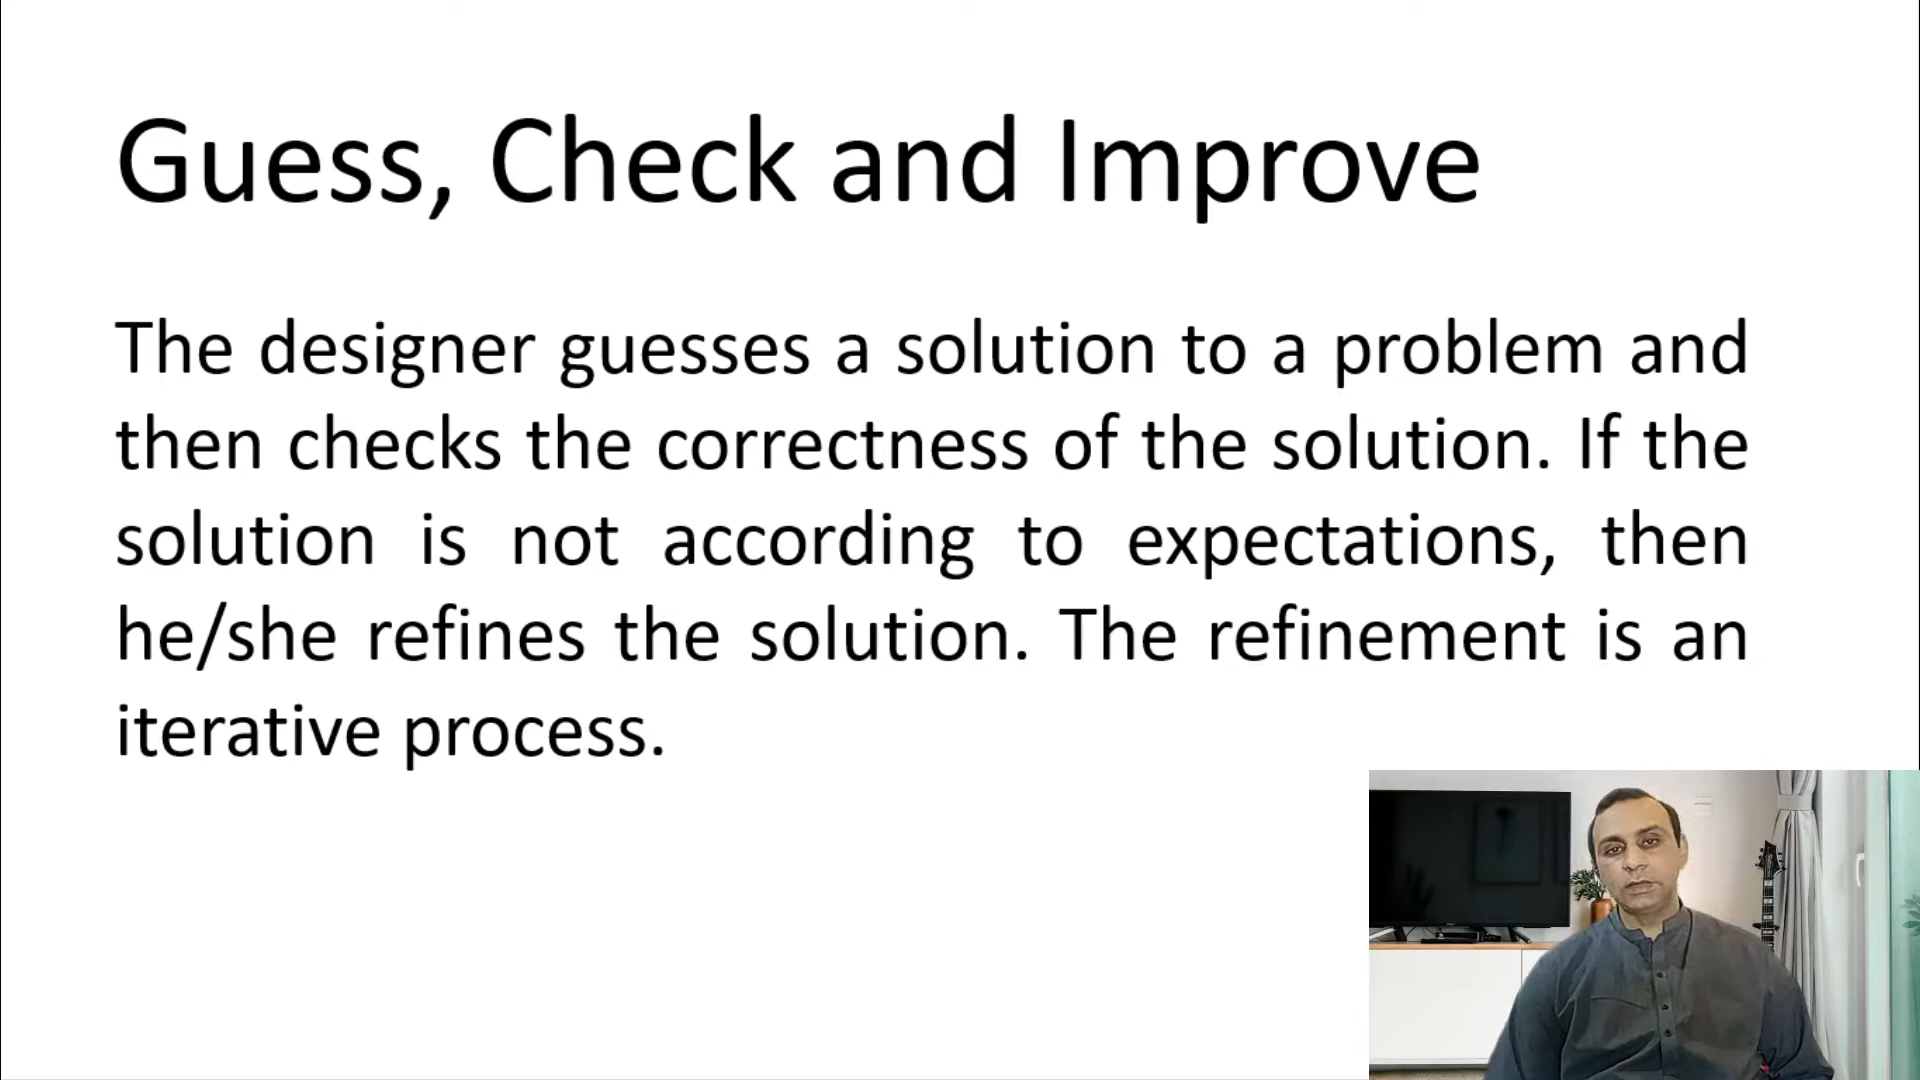 Guess, Check and Improve
The designer guesses a solution to a problem and
then checks the correctness of the solution. If the
solution is not according to expectations, then
he/she refines the solution. The refinement is an
iterative process.